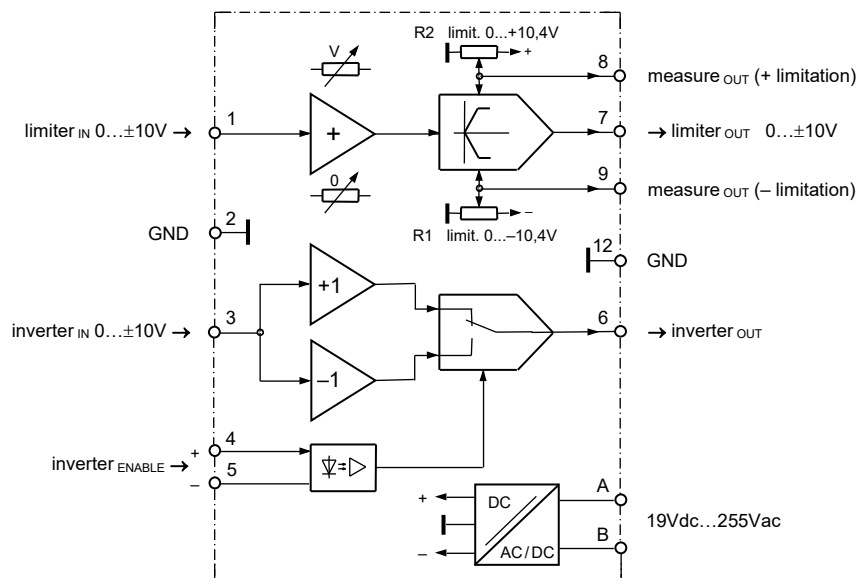 R2 limit. 0...+10,4V
V
+
8
measure OUT (+ limitation)
limiter IN 0...±10V →
1
+
7
→ limiter OUT 0...±10V
0
9
measure OUT (– limitation)
–
R1 limit. 0...–10,4V
GND
2
12
GND
+1
inverter IN 0...±10V →
3
6
→ inverter OUT
–1
inverter ENABLE →
+
4
–
5
+
DC
A
19Vdc...255Vac
–
AC/DC
B